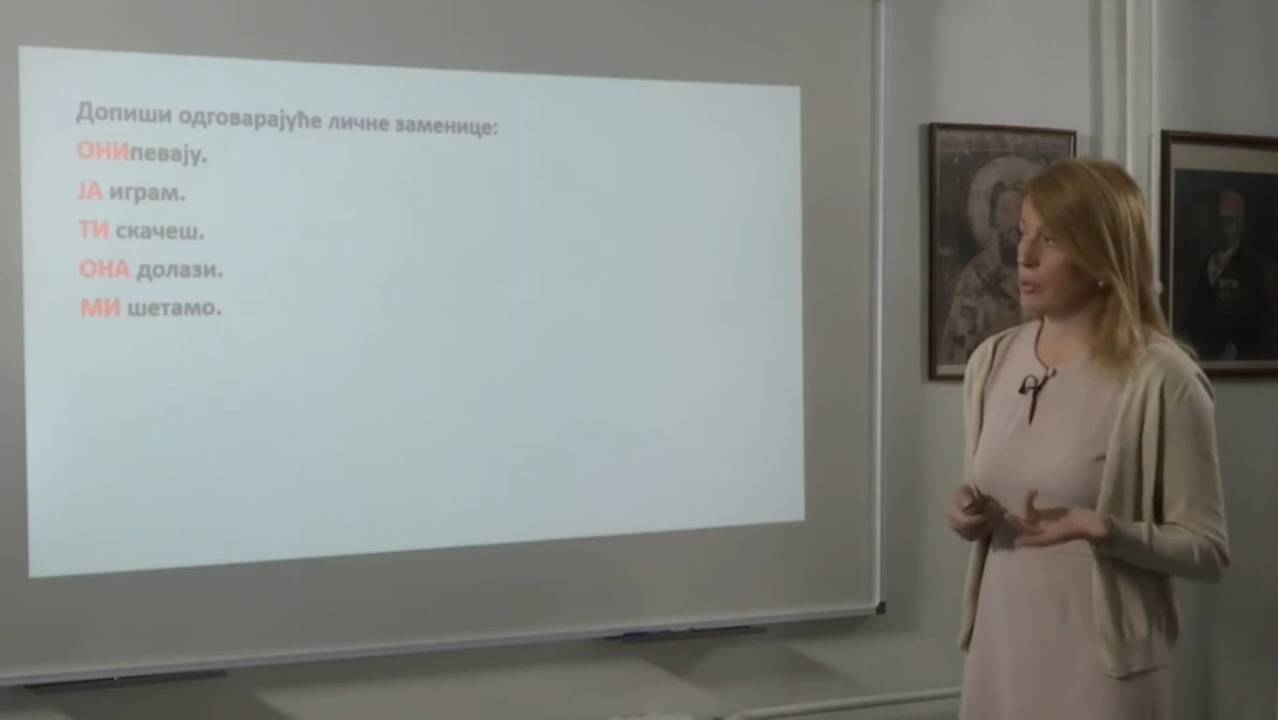 Допиши одговарајуће личне заменице:
ОНИпевају.
ЈА играм.
ТИ скачеш.
ОНА долази.
МИ шетамо.